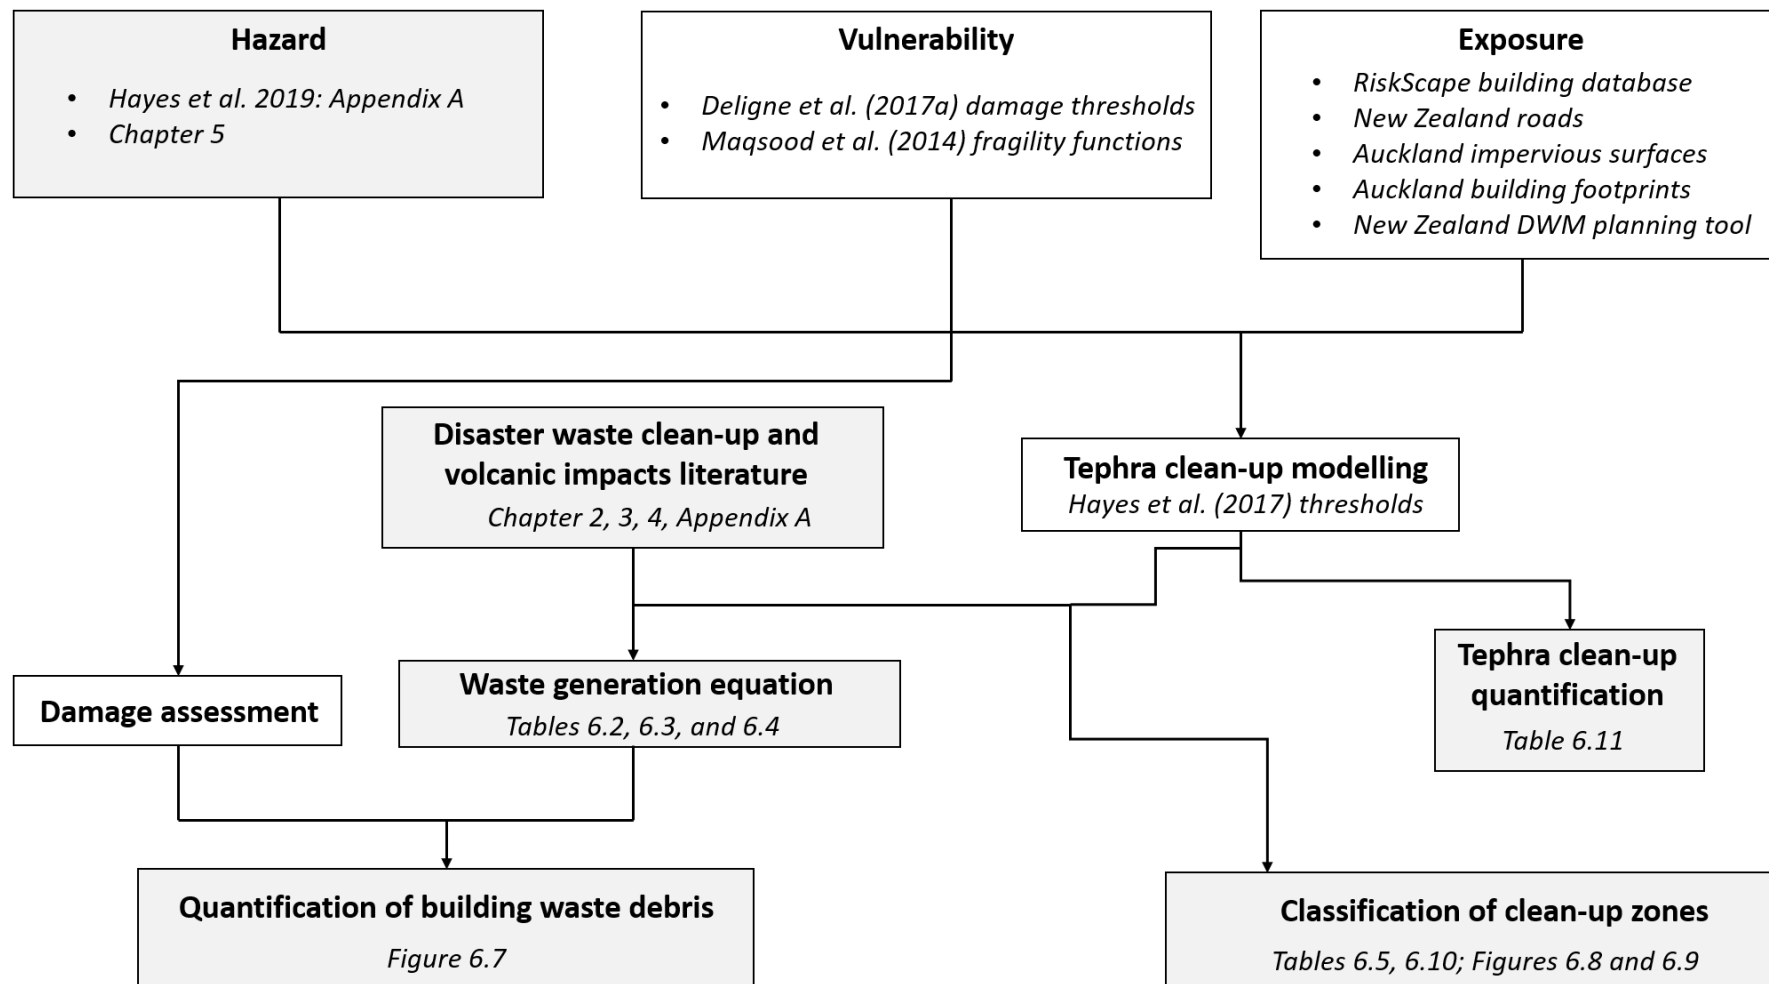 Hazard
• Hayes et al. 2019: Appendix A
• Chapter 5
Vulnerability
• Deligne et al. (2017a) damage thresholds
• Maqsood et al. (2014) fragility functions
Exposure
• RiskScape building database
• New Zealand roads
• Auckland impervious surfaces
• Auckland building footprints
• New Zealand DWM planning tool
Disaster waste clean-up and
volcanic impacts literature
Chapter 2, 3, 4, Appendix A
Tephra clean-up modelling
Hayes et al. (2017) thresholds
Damage assessment
Waste generation equation
Tables 6.2, 6.3, and 6.4
Tephra clean-up
quantification
Table 6.11
Quantification of building waste debris
Figure 6.7
Classification of clean-up zones
Tables 6.5, 6.10; Figures 6.8 and 6.9